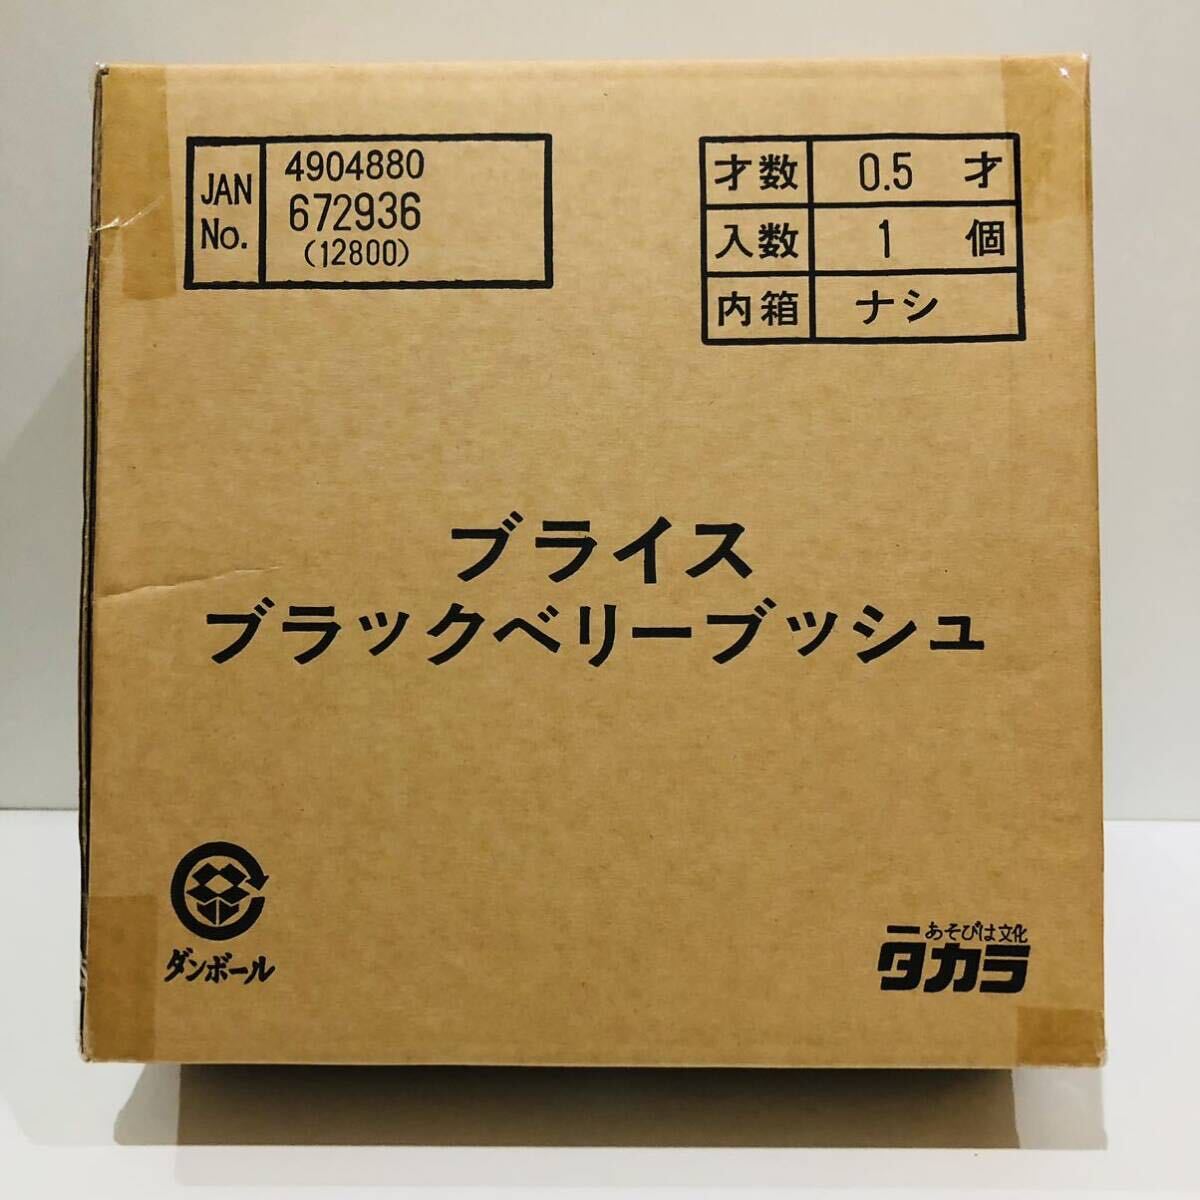 JAN No. 4904880
672936
(12800)
才数 0.5 才
入数 1 個
内箱 ナシ
ブライス
ブラックベリーブッシュ
ダンボール
あそびは文化
タカラ